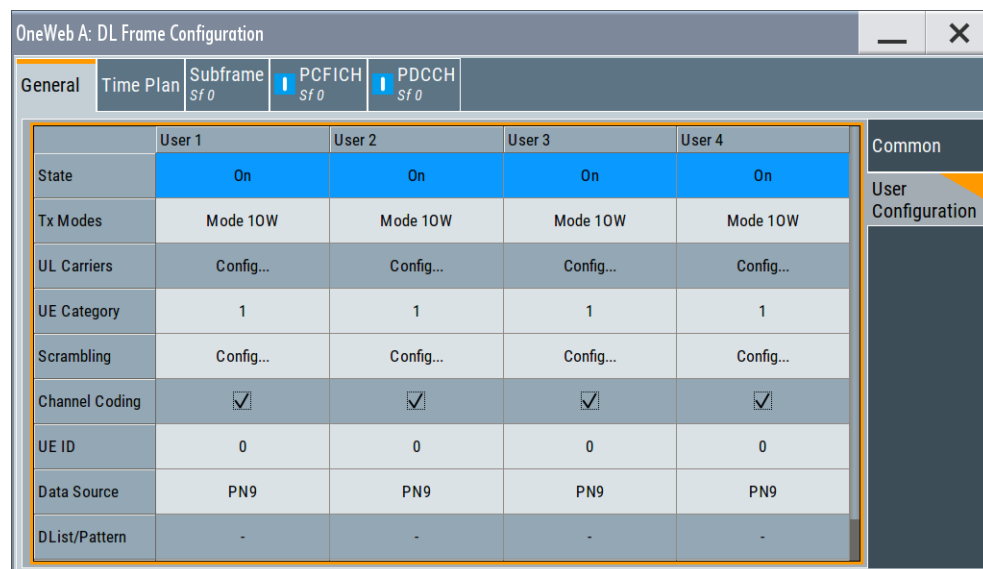 OneWeb A: DL Frame Configuration
General Time Plan Subframe Sf 0 PCFICH Sf 0 PDCCH Sf 0
User 1 User 2 User 3 User 4
State On On On On
Tx Modes Mode 1OW Mode 1OW Mode 1OW Mode 1OW
UL Carriers Config... Config... Config... Config...
UE Category 1 1 1 1
Scrambling Config... Config... Config... Config...
Channel Coding
UE ID 0 0 0 0
Data Source PN9 PN9 PN9 PN9
DList/Pattern - - - -
Common
User
Configuration